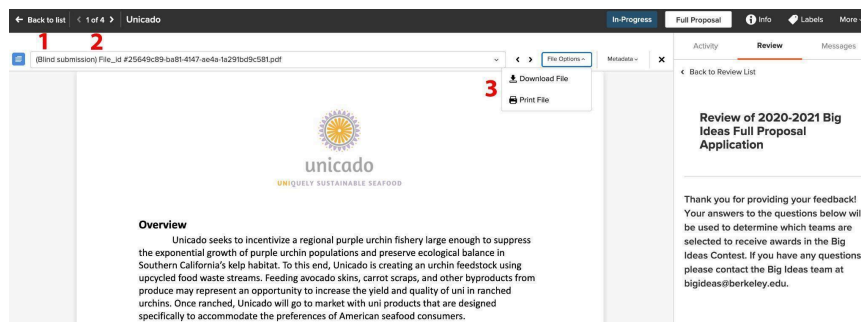 ← Back to list < 1 of 4 > Unicado In-Progress Full Proposal Info Labels More
1 2
Activity Review Messages
(Blind submission) File_id #25649c89-ba81-4147-ae4a-1a291bd9c581.pdf < > File Options Metadata ×
< Back to Review List
Download File
3
Print File
Review of 2020-2021 Big
Ideas Full Proposal
Application
unicado
UNIQUELY SUSTAINABLE SEAFOOD
Thank you for providing your feedback!
Your answers to the questions below wil
be used to determine which teams are
selected to receive awards in the Big
Ideas Contest. If you have any questions
please contact the Big Ideas team at
bigideas@berkeley.edu.
Overview
Unicado seeks to incentivize a regional purple urchin fishery large enough to suppress
the exponential growth of purple urchin populations and preserve ecological balance in
Southern California's kelp habitat. To this end, Unicado is creating an urchin feedstock using
upcycled food waste streams. Feeding avocado skins, carrot scraps, and other byproducts from
produce may represent an opportunity to increase the yield and quality of uni in ranched
urchins. Once ranched, Unicado will go to market with uni products that are designed
specifically to accommodate the preferences of American seafood consumers.